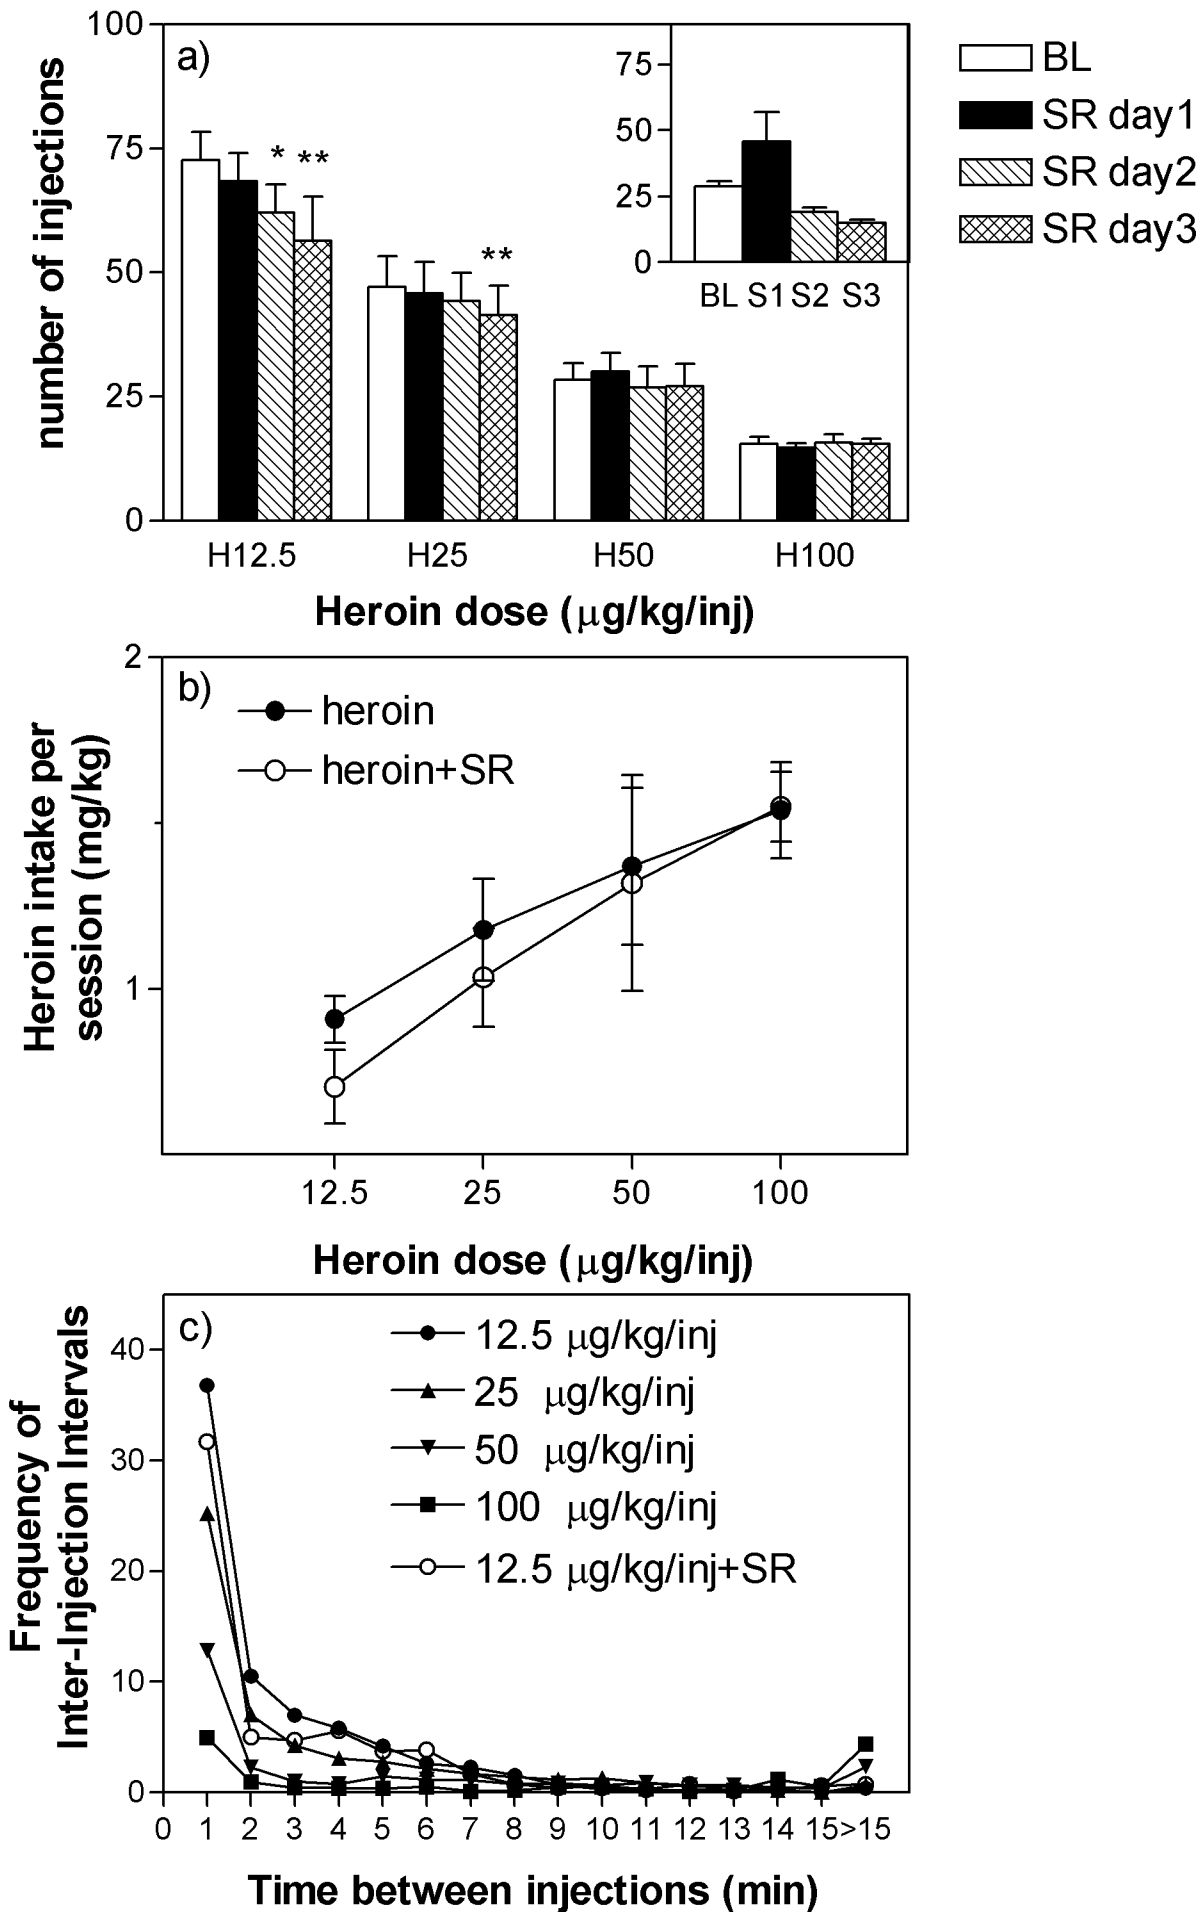 a)
100
75
50
25
0
number of injections
* **
**
75
50
25
0
BL S1 S2 S3
BL
SR day1
SR day2
SR day3
H12.5 H25 H50 H100
Heroin dose (μg/kg/inj)
b)
2
1
Heroin intake per
session (mg/kg)
heroin
heroin+SR
12.5 25 50 100
Heroin dose (μg/kg/inj)
c)
40
30
20
10
0
Frequency of
Inter-Injection Intervals
12.5 μg/kg/inj
25 μg/kg/inj
50 μg/kg/inj
100 μg/kg/inj
12.5 μg/kg/inj+SR
0 1 2 3 4 5 6 7 8 9 10 11 12 13 14 15 >15
Time between injections (min)